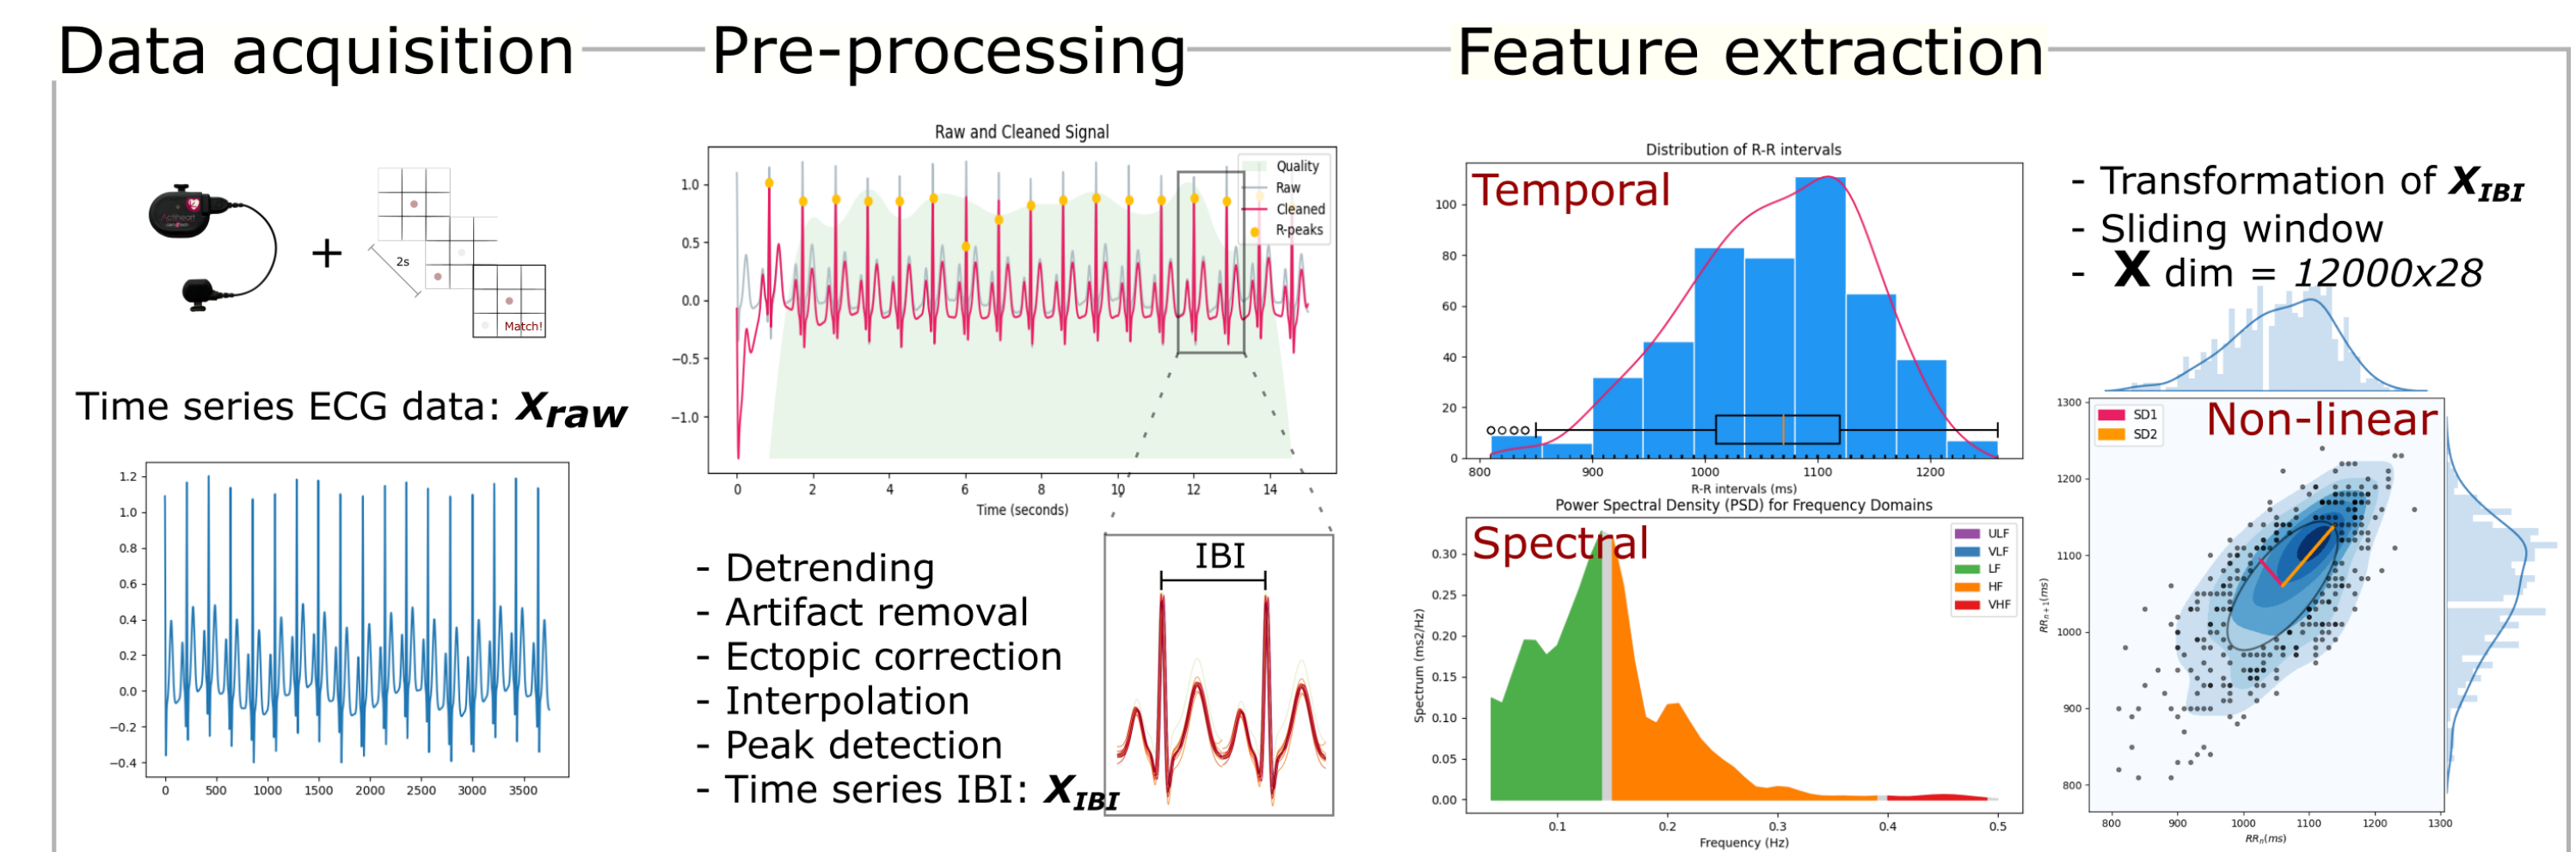 Data acquisition
Pre-processing
Feature extraction
+
2s
Match!
Time series ECG data: Xraw
1.2
1.0
0.8
0.6
0.4
0.2
0.0
−0.2
−0.4
0 500 1000 1500 2000 2500 3000 3500
Raw and Cleaned Signal
Quality
Raw
Cleaned
R-peaks
1.0
0.5
0.0
−0.5
−1.0
0 2 4 6 8 10 12 14
Time (seconds)
- Detrending
- Artifact removal
- Ectopic correction
- Interpolation
- Peak detection
- Time series IBI: XIBI
IBI
Distribution of R-R intervals
Temporal
100
80
60
40
20
0
800 900 1000 1100 1200
R-R intervals (ms)
Power Spectral Density (PSD) for Frequency Domains
Spectral
ULF
VLF
LF
HF
VHF
Spectrum (ms2/Hz)
0.30
0.25
0.20
0.15
0.10
0.05
0.00
0.1 0.2 0.3 0.4 0.5
Frequency (Hz)
- Transformation of XIBI
- Sliding window
- X dim = 12000x28
SD1
SD2
Non-linear
RRn+1(ms)
1300
1200
1100
1000
900
800
800 900 1000 1100 1200 1300
RRn(ms)